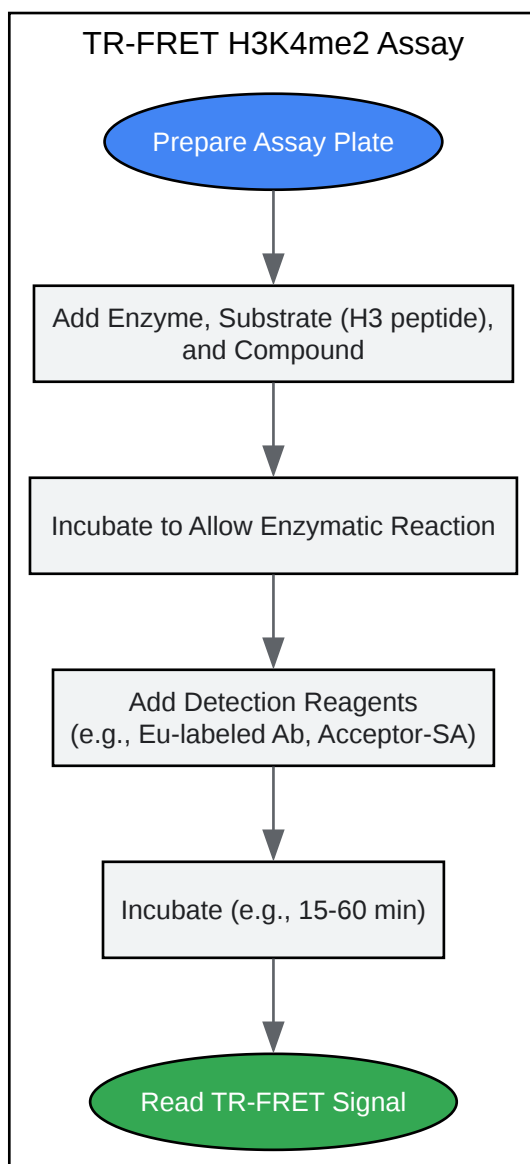 TR-FRET H3K4me2 Assay
Prepare Assay Plate
Add Enzyme, Substrate (H3 peptide),
and Compound
Incubate to Allow Enzymatic Reaction
Add Detection Reagents
(e.g., Eu-labeled Ab, Acceptor-SA)
Incubate (e.g., 15-60 min)
Read TR-FRET Signal